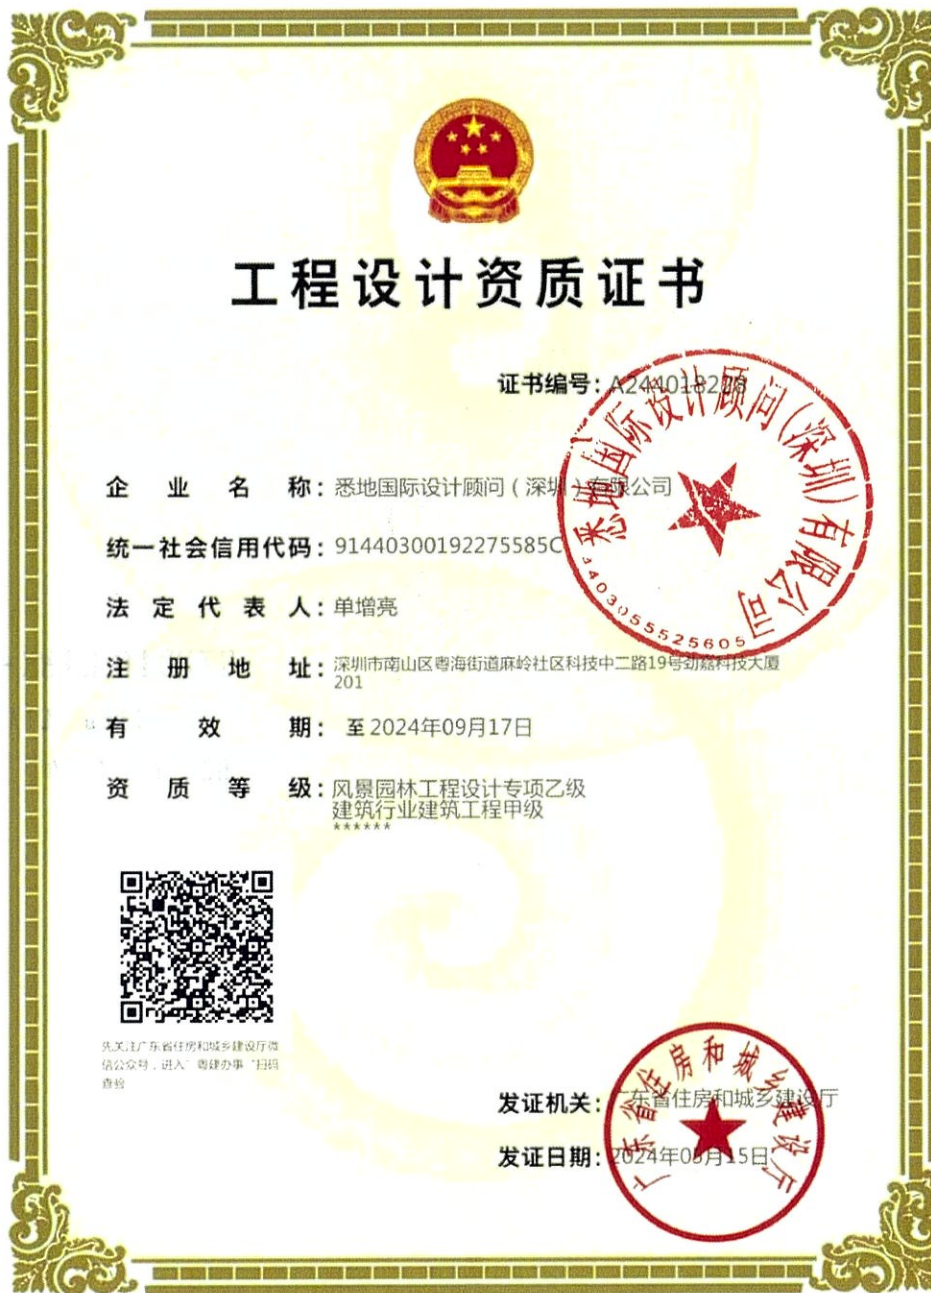 工程设计资质证书
证书编号：A244018228
企业名称：悉地国际设计顾问（深圳）有限公司
统一社会信用代码：91440300192275585C
法定代表人：单增亮
注册地址：深圳市南山区粤海街道麻岭社区科技中二路19号劲嘉科技大厦
201
有效期：至2024年09月17日
资质等级：风景园林工程设计专项乙级
建筑行业建筑工程甲级
******
先关注广东省住房和城乡建设厅微
信公众号，进入“粤建办事”扫码
查验
发证机关：广东省住房和城乡建设厅
发证日期：2024年03月15日
悉地国际设计顾问(深圳)有限公司
4403055525605
广东省住房和城乡建设厅